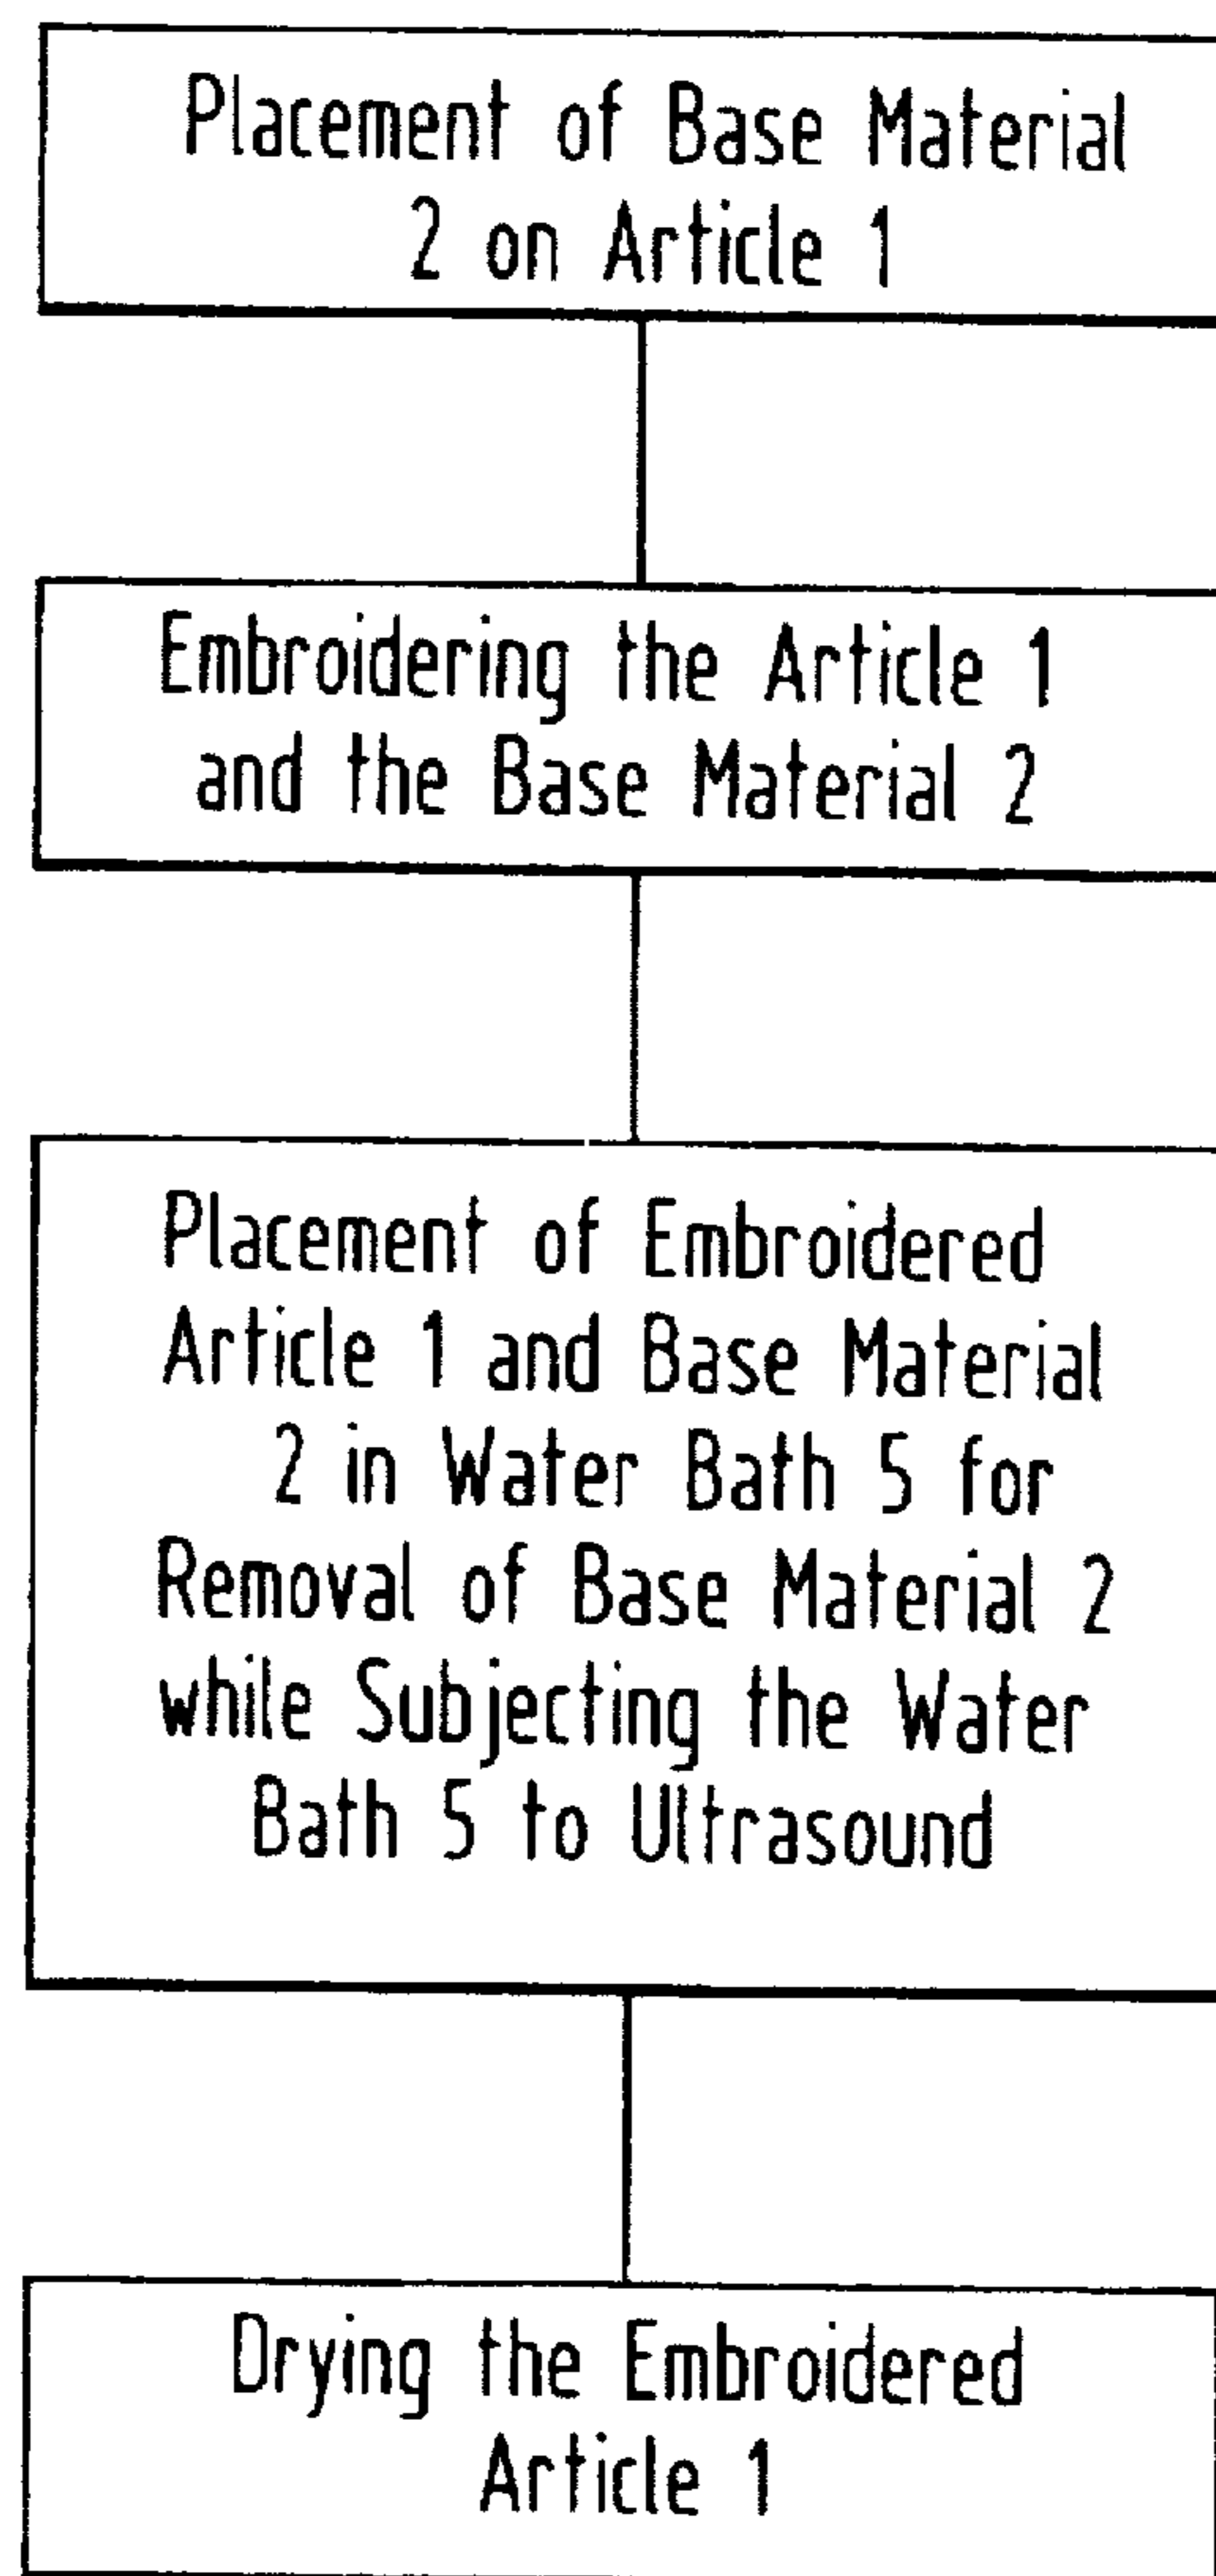 Placement of Base Material
2 on Article 1
Embroidering the Article 1
and the Base Material 2
Placement of Embroidered
Article 1 and Base Material
2 in Water Bath 5 for
Removal of Base Material 2
while Subjecting the Water
Bath 5 to Ultrasound
Drying the Embroidered
Article 1